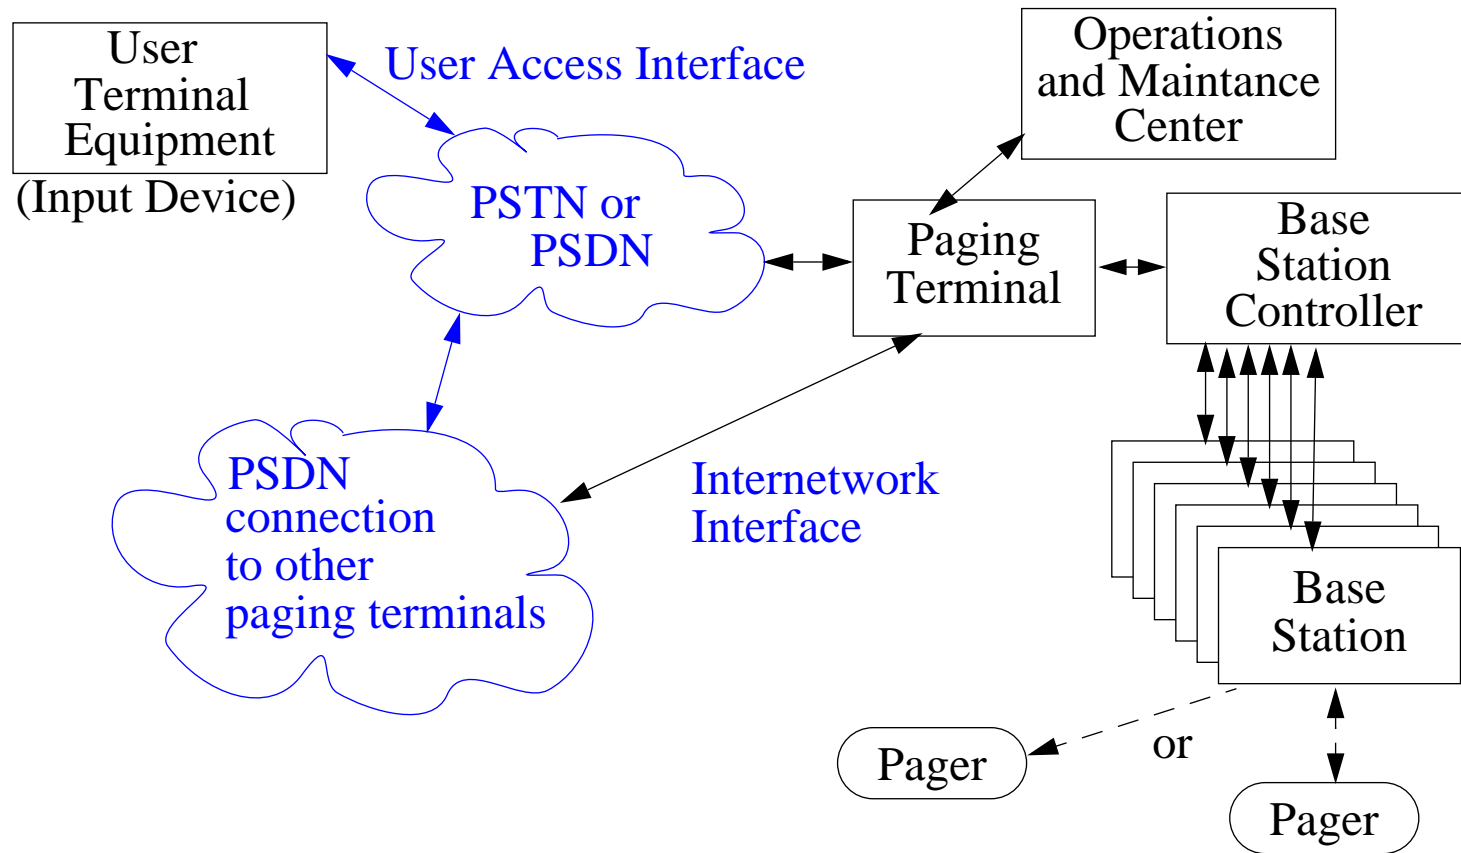 User
Terminal
Equipment
(Input Device)
User Access Interface
PSTN or
PSDN
Operations
and Maintance
Center
Paging
Terminal
Base
Station
Controller
PSDN
connection
to other
paging terminals
Internetwork
Interface
Base
Station
Pager
or
Pager